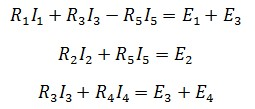 R₁I₁ + R₃I₃ − R₅I₅ = E₁ + E₃
R₂I₂ + R₅I₅ = E₂
R₃I₃ + R₄I₄ = E₃ + E₄